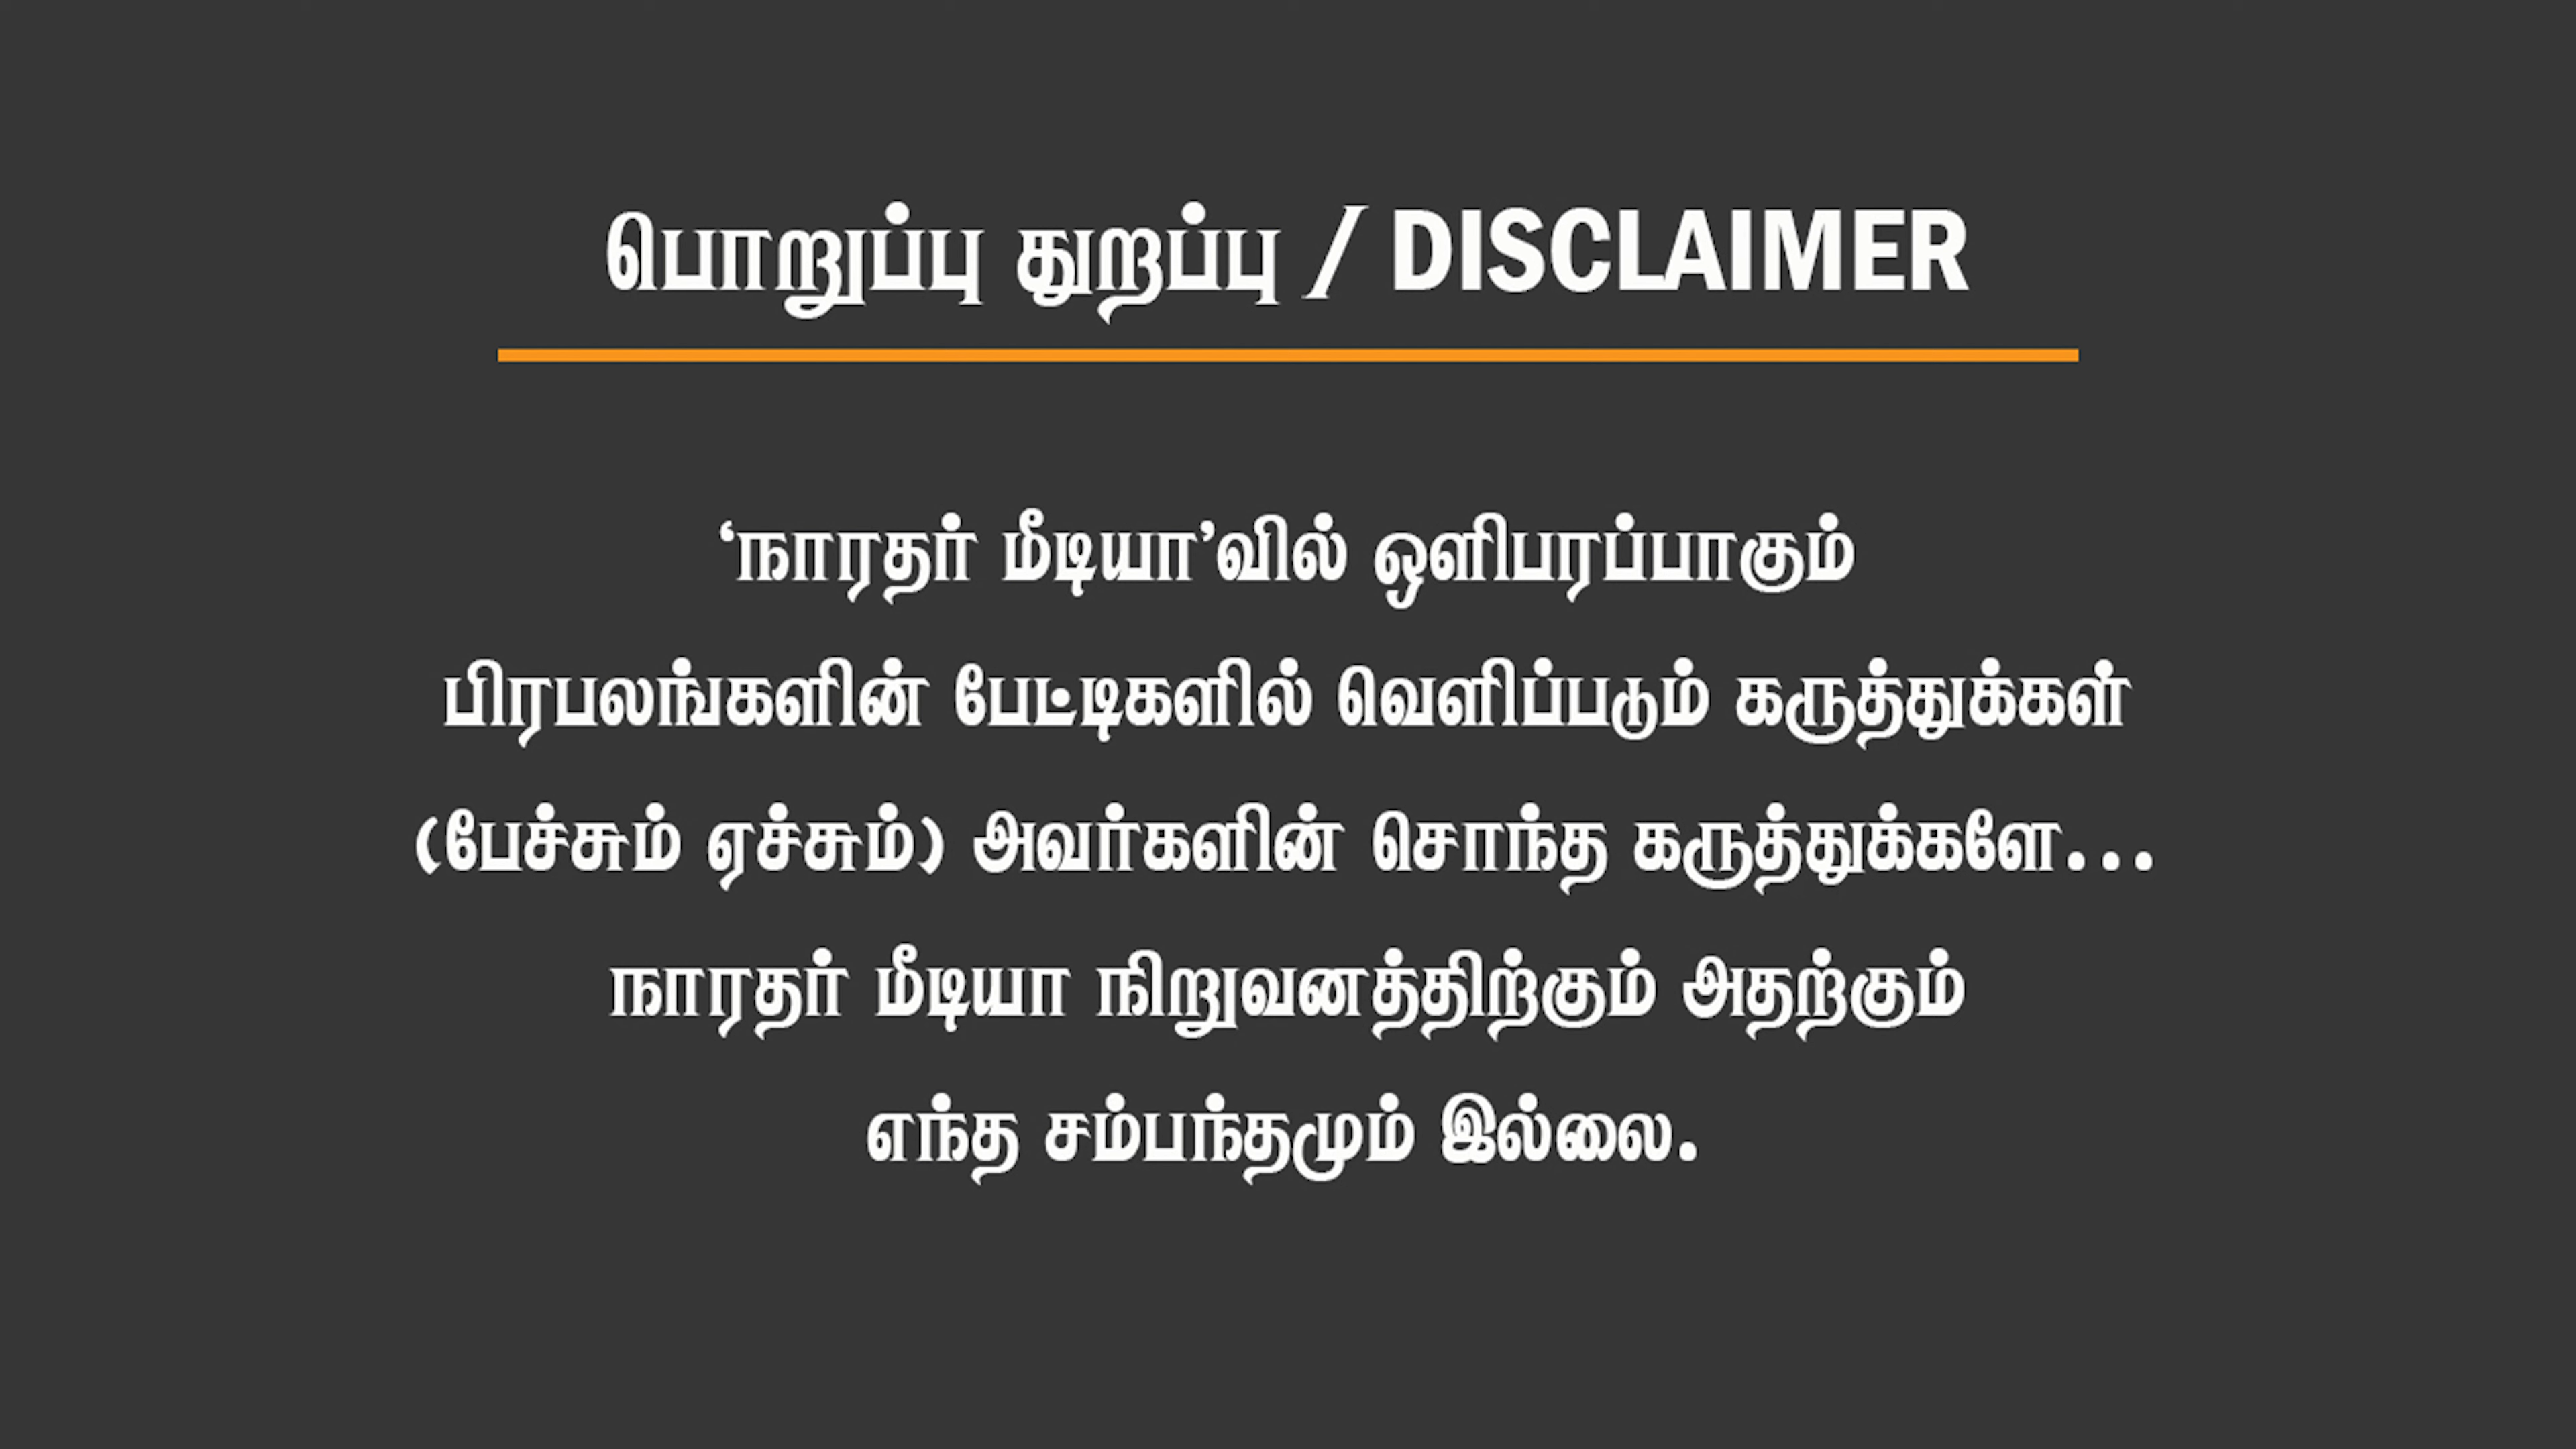 பொறுப்பு துறப்பு / DISCLAIMER
‘நாரதர் மீடியா’வில் ஒளிபரப்பாகும்
பிரபலங்களின் பேட்டிகளில் வெளிப்படும் கருத்துக்கள்
(பேச்சும் ஏச்சும்) அவர்களின் சொந்த கருத்துக்களே...
நாரதர் மீடியா நிறுவனத்திற்கும் அதற்கும்
எந்த சம்பந்தமும் இல்லை.